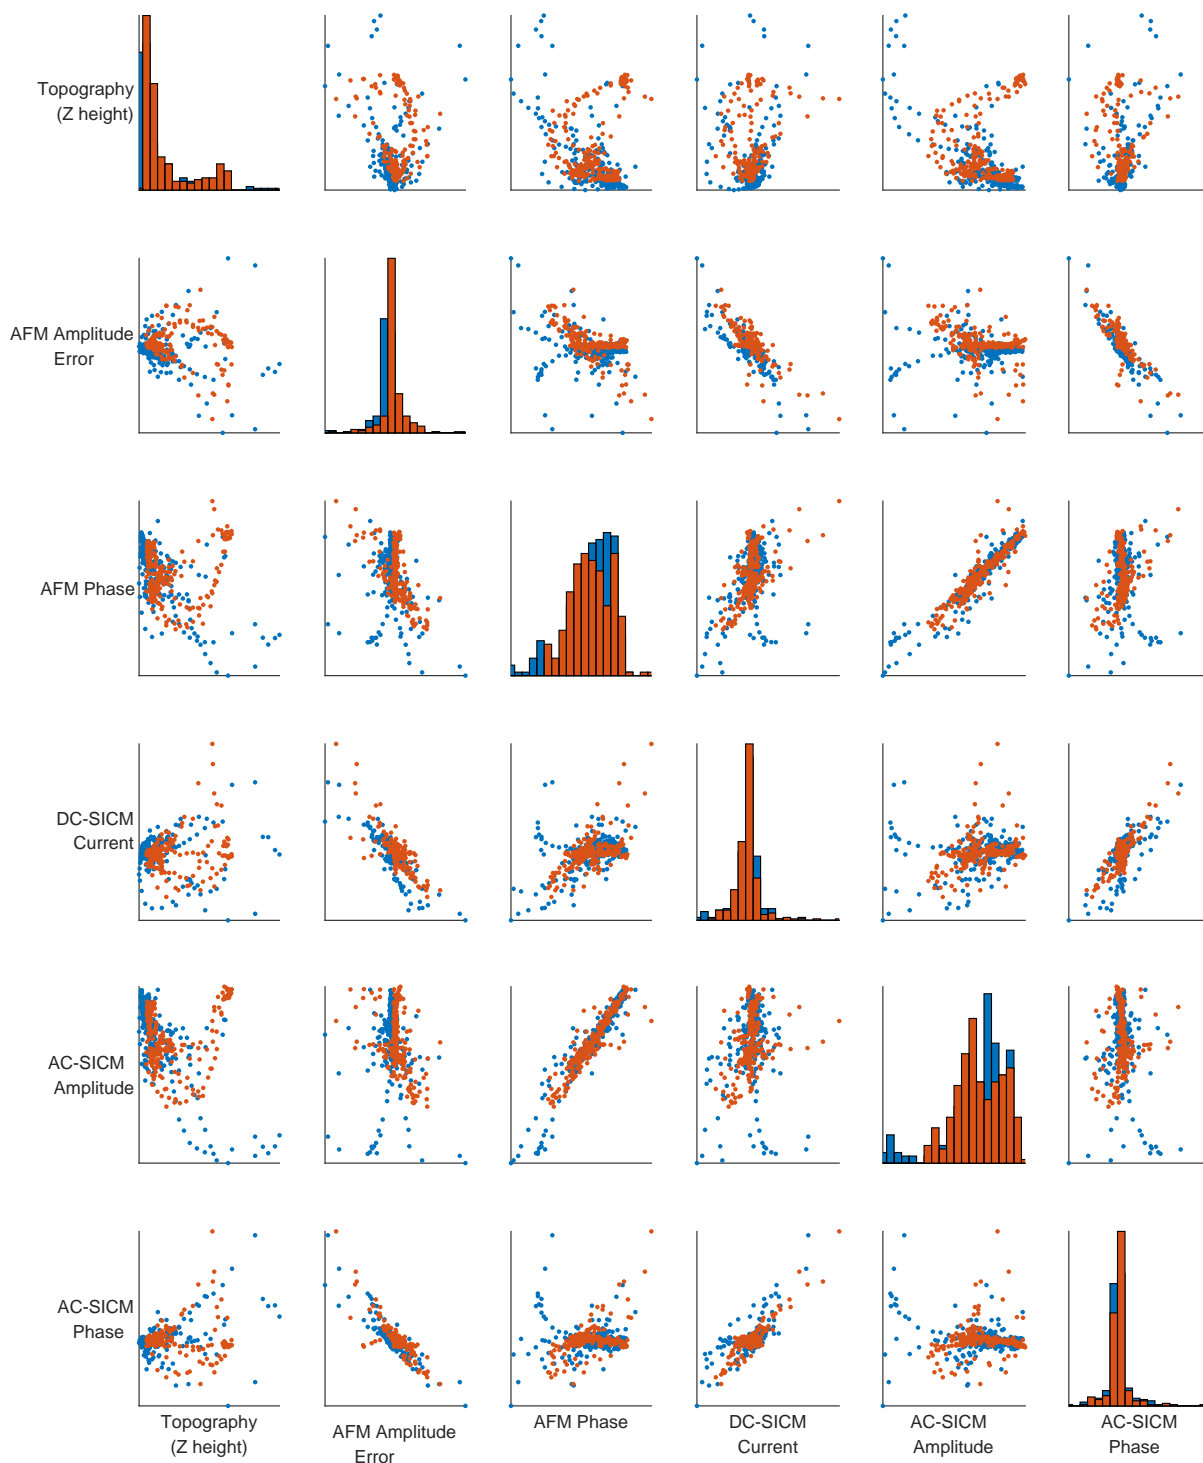 Topography
(Z height)
AFM Amplitude
Error
AFM Phase
DC-SICM
Current
AC-SICM
Amplitude
AC-SICM
Phase
Topography
(Z height)
AFM Amplitude
Error
AFM Phase
DC-SICM
Current
AC-SICM
Amplitude
AC-SICM
Phase